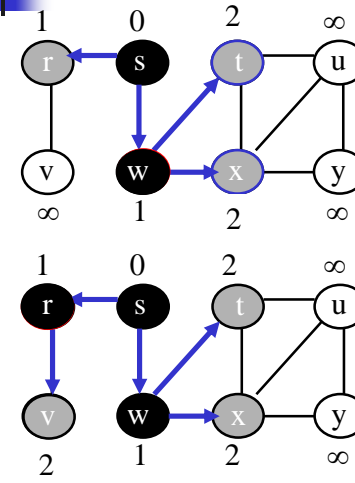 1 0 2 ∞
r s t u
v w x y
∞ 1 2 ∞
1 0 2 ∞
r s t u
v w x y
2 1 2 ∞